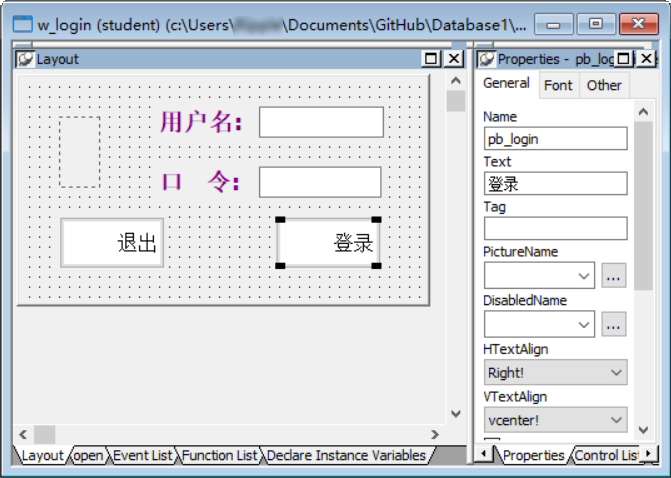 w_login (student) (c:\Users\ \Documents\GitHub\Database1\...
Layout
Properties - pb_log
用户名:
口 令:
退出
登录
General Font Other
Name
pb_login
Text
登录
Tag
PictureName
...
DisabledName
...
HTextAlign
Right!
VTextAlign
vcenter!
Layout open Event List Function List Declare Instance Variables
Properties Control Lis